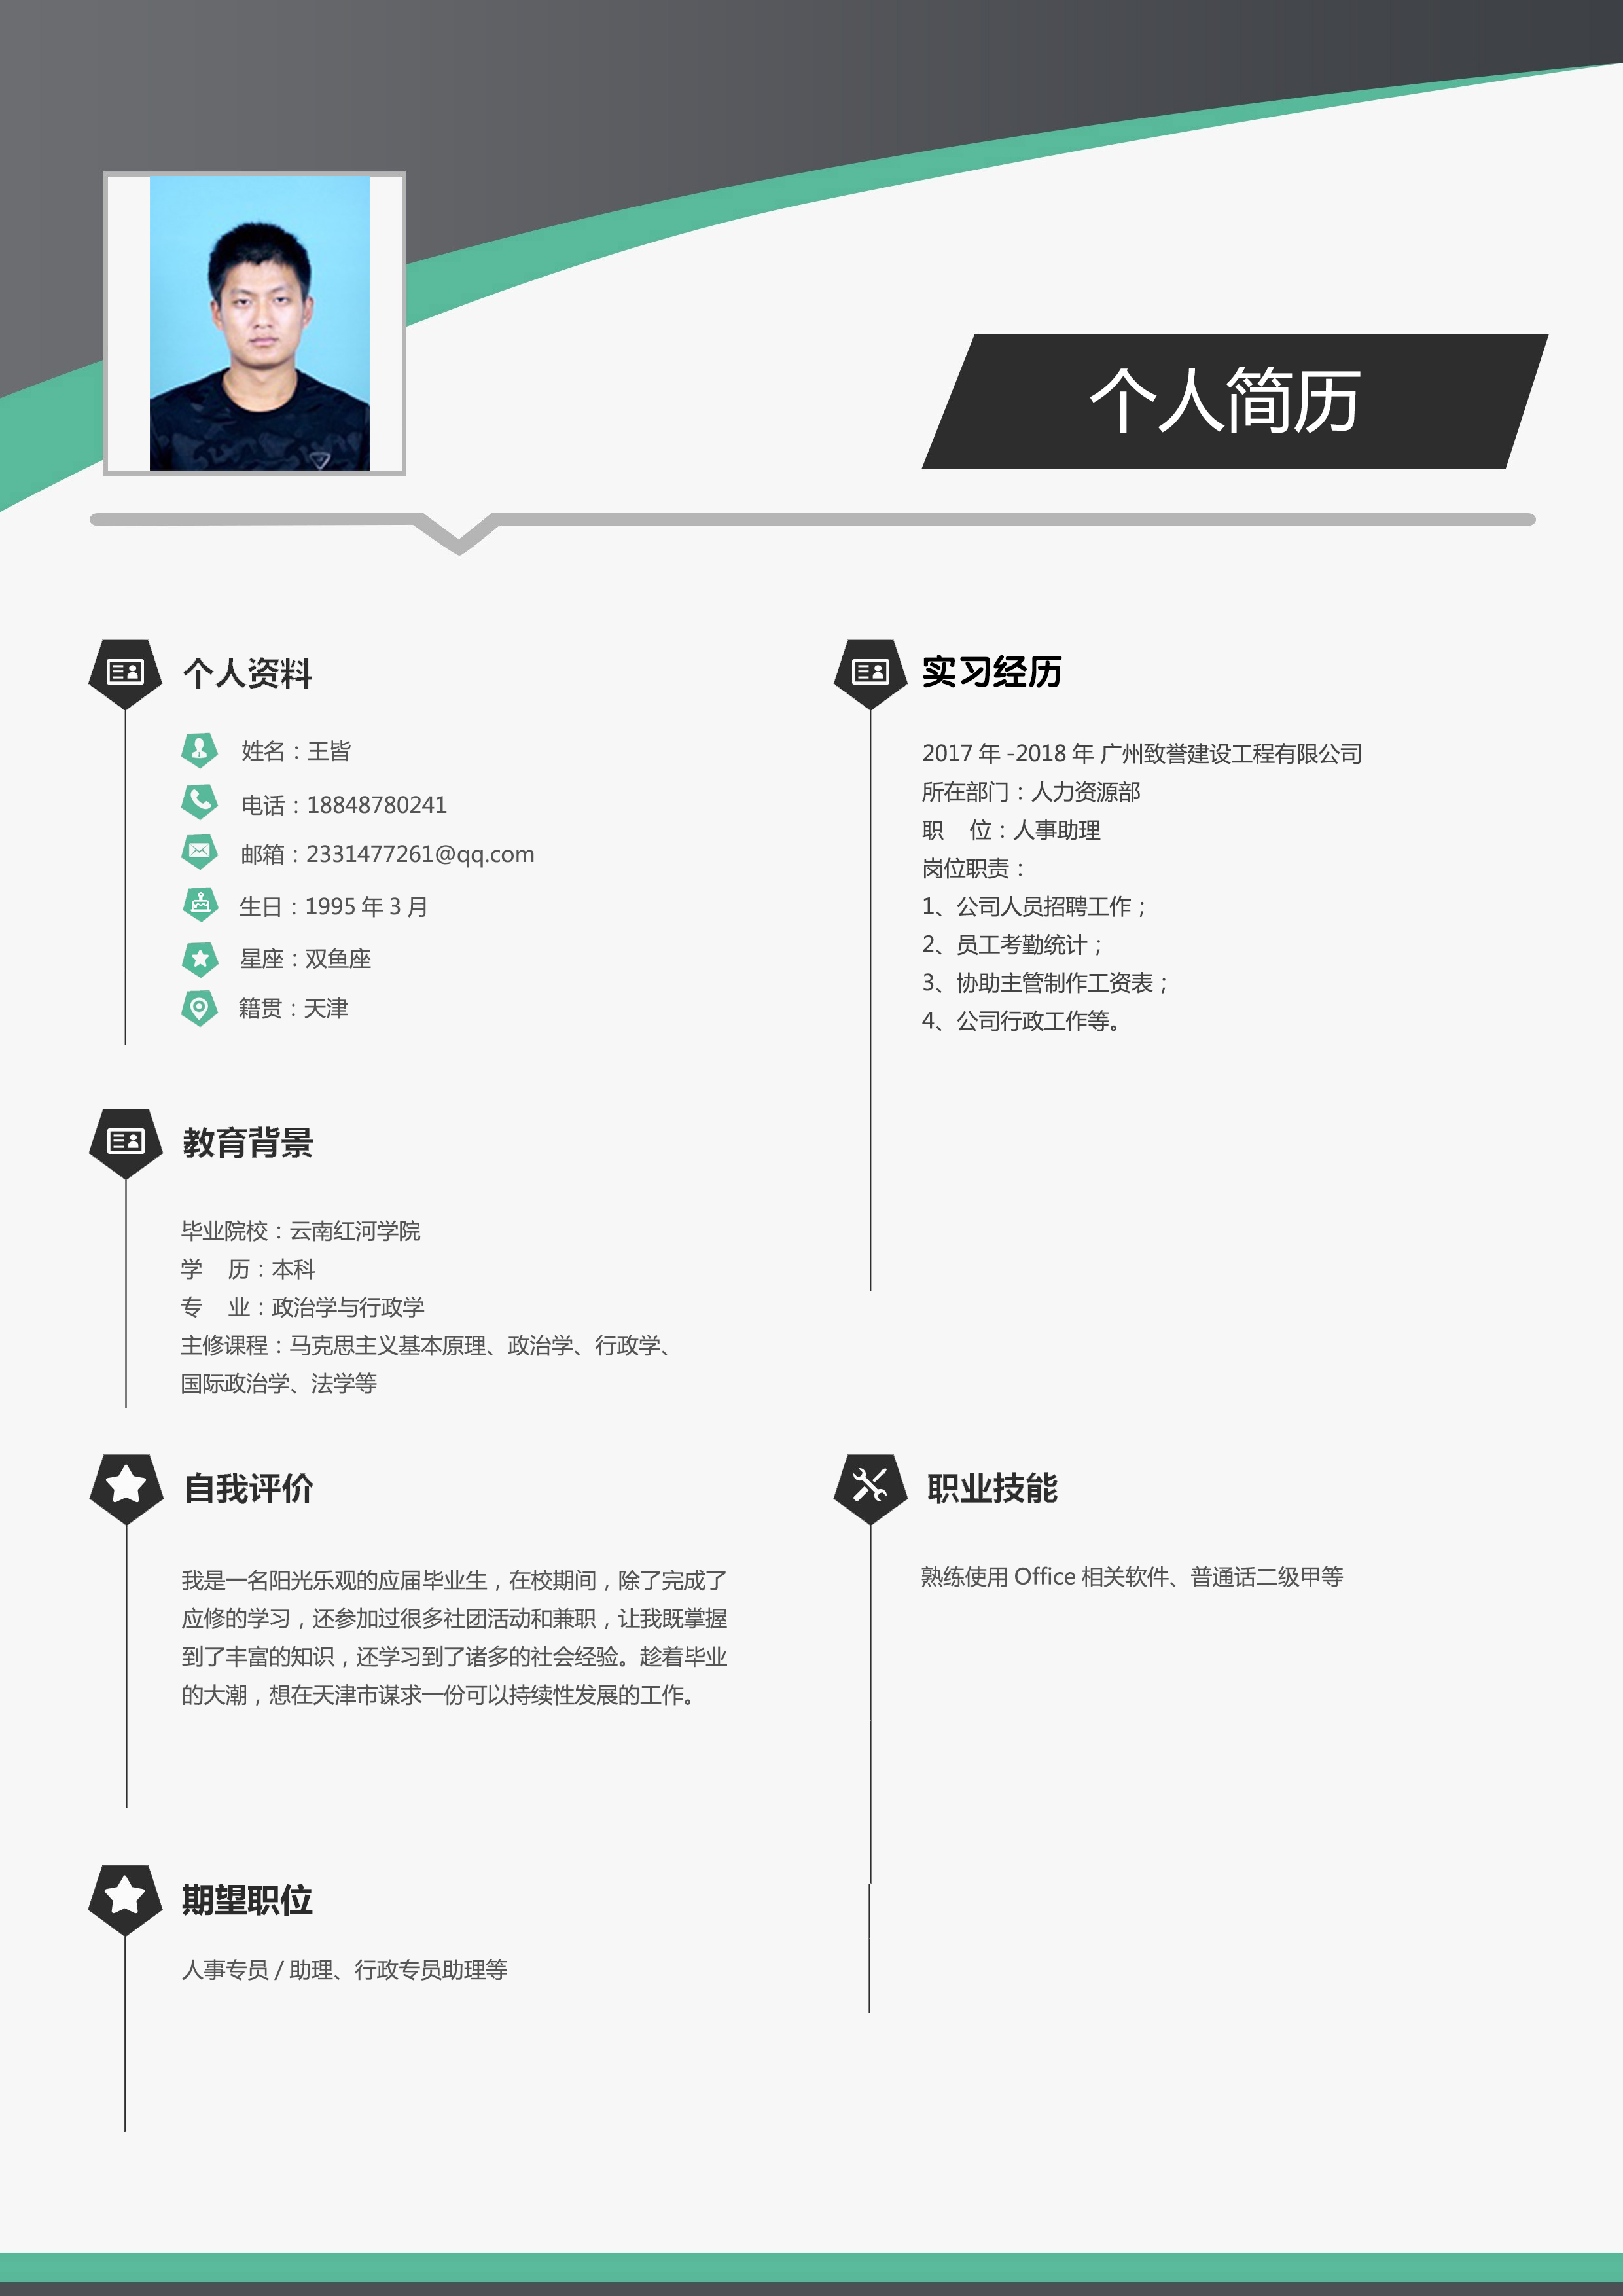 个人简历
个人资料
姓名：王皆
电话：18848780241
邮箱：2331477261@qq.com
生日：1995 年 3 月
星座：双鱼座
籍贯：天津
教育背景
毕业院校：云南红河学院
学 历：本科
专 业：政治学与行政学
主修课程：马克思主义基本原理、政治学、行政学、
国际政治学、法学等
自我评价
我是一名阳光乐观的应届毕业生，在校期间，除了完成了
应修的学习，还参加过很多社团活动和兼职，让我既掌握
到了丰富的知识，还学习到了诸多的社会经验。趁着毕业
的大潮，想在天津市谋求一份可以持续性发展的工作。
期望职位
人事专员 / 助理、行政专员助理等
实习经历
2017 年 -2018 年 广州致誉建设工程有限公司
所在部门：人力资源部
职 位：人事助理
岗位职责：
1、公司人员招聘工作；
2、员工考勤统计；
3、协助主管制作工资表；
4、公司行政工作等。
职业技能
熟练使用 Office 相关软件、普通话二级甲等